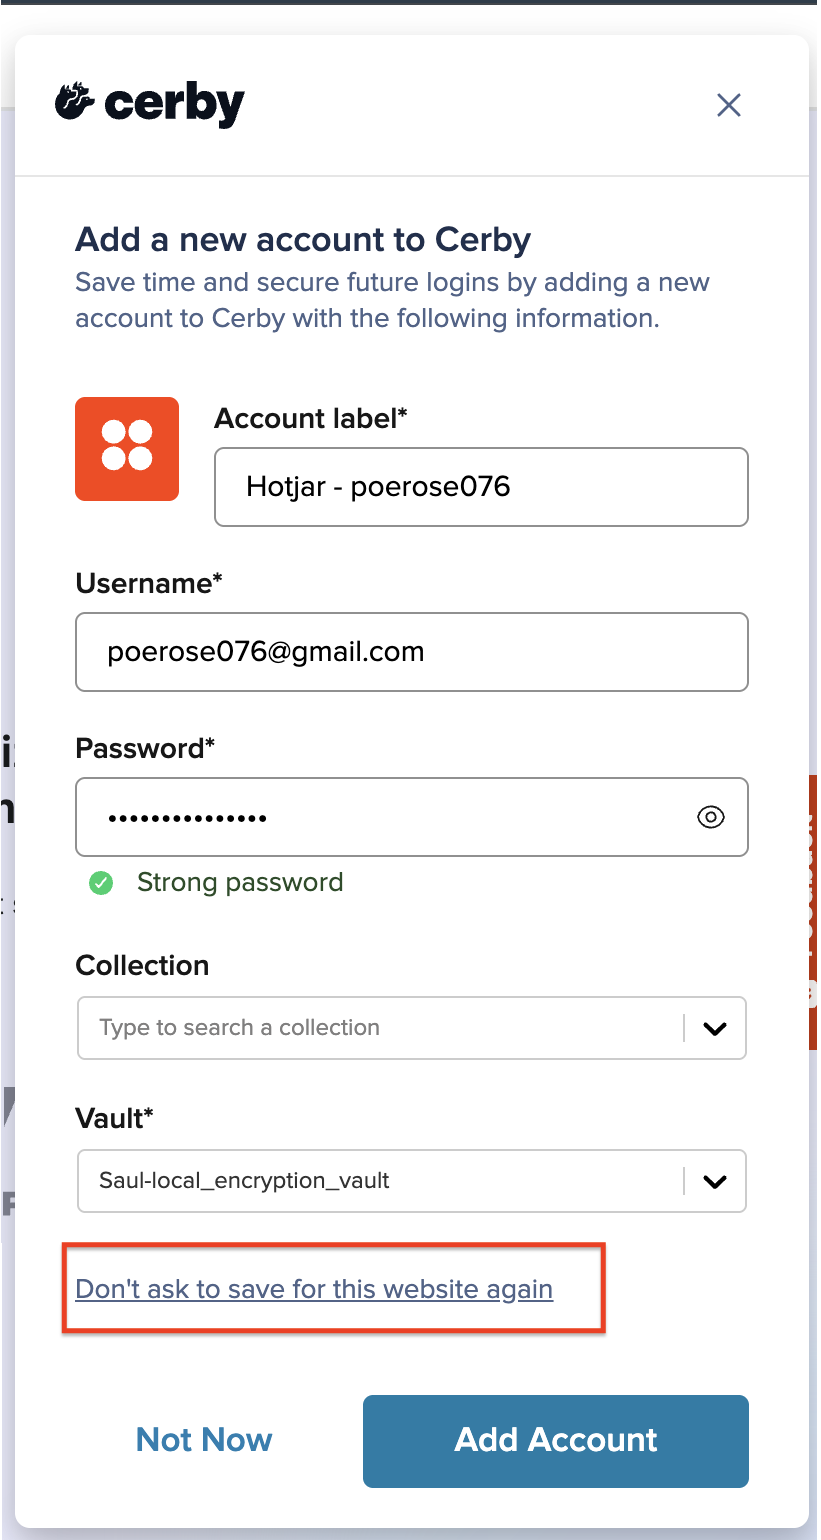 cerby
Add a new account to Cerby
Save time and secure future logins by adding a new
account to Cerby with the following information.
Account label*
Hotjar - poerose076
Username*
poerose076@gmail.com
Password*
•••••••••••••••
Strong password
Collection
Type to search a collection
Vault*
Saul-local_encryption_vault
Don't ask to save for this website again
Not Now
Add Account